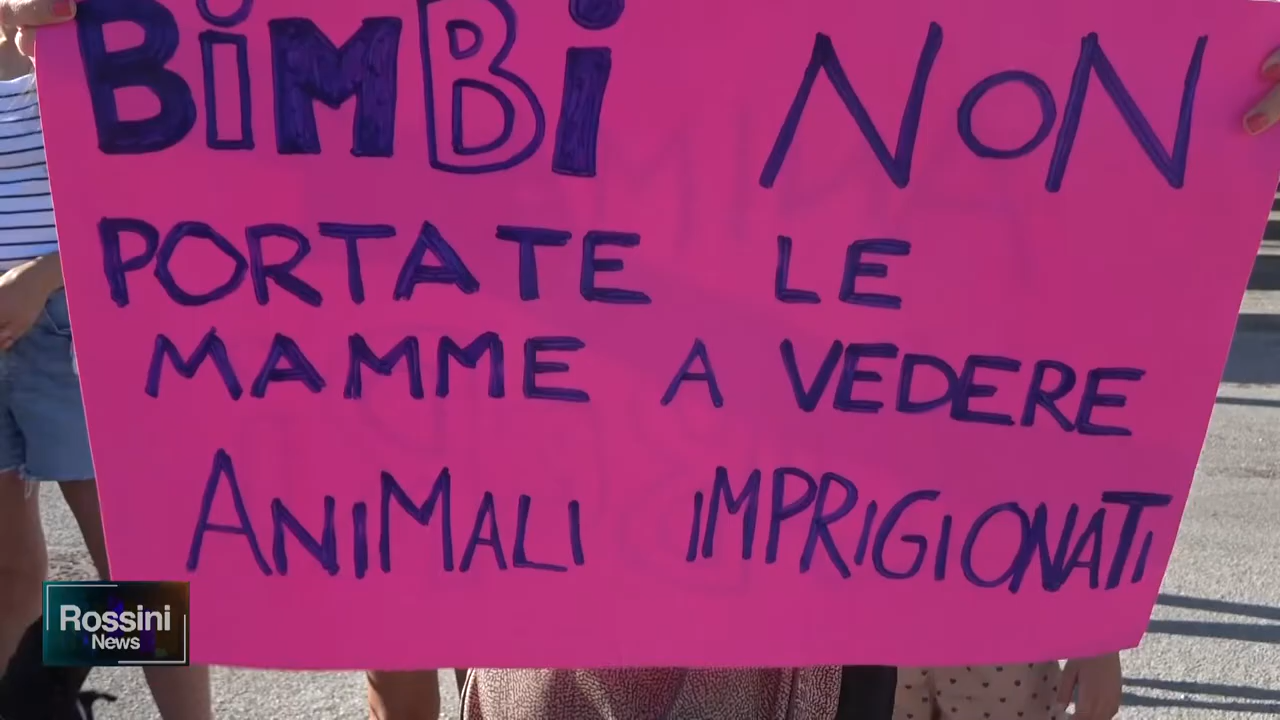 BiMBi NON
PORTATE LE
MAMME A VEDERE
ANIMALI IMPRIGIONATI
Rossini
News